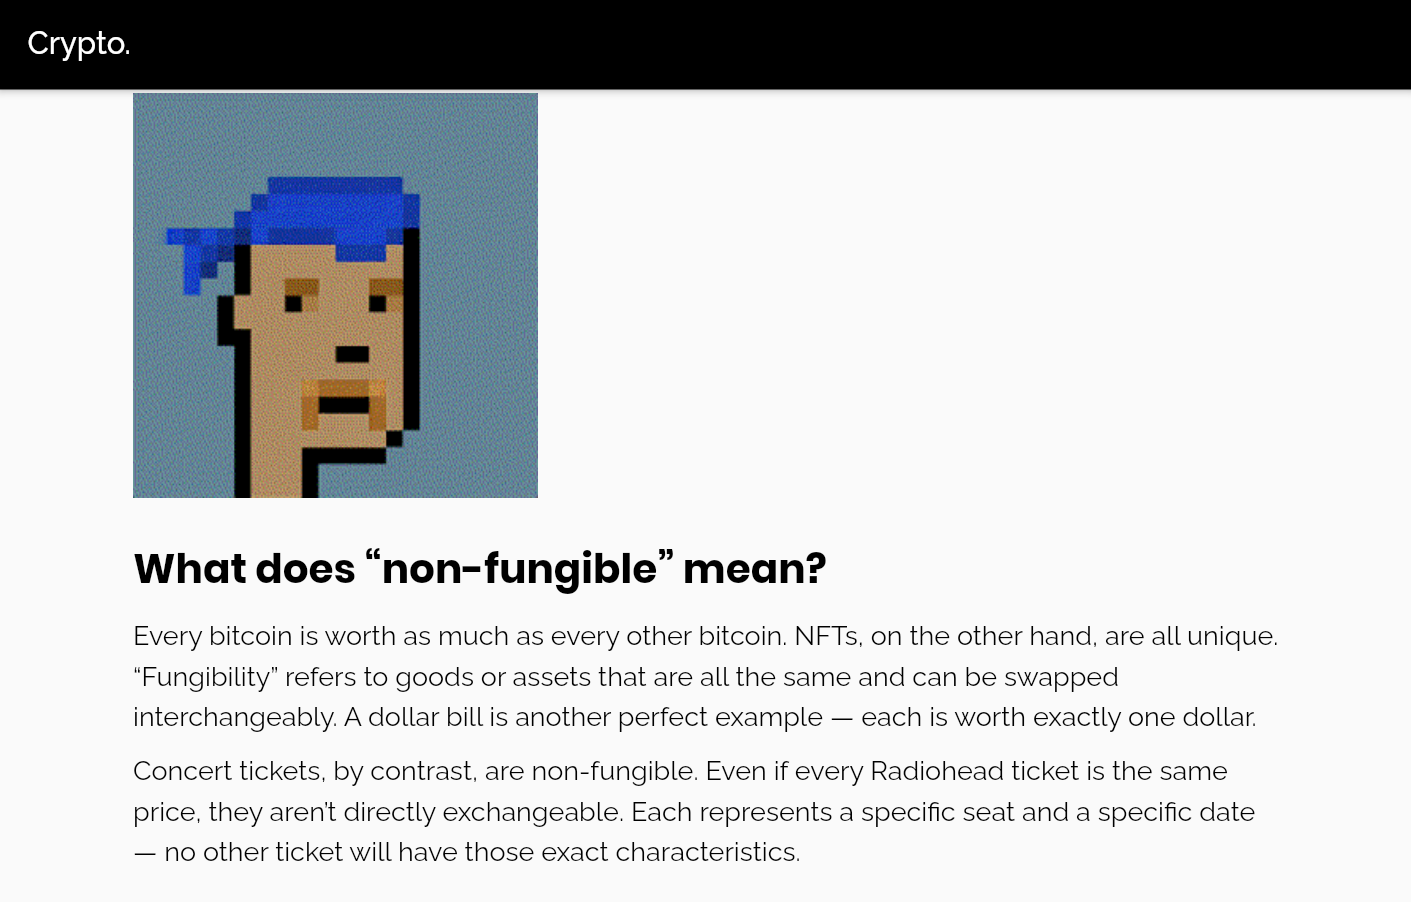 Crypto.
What does “non-fungible” mean?
Every bitcoin is worth as much as every other bitcoin. NFTs, on the other hand, are all unique.
“Fungibility” refers to goods or assets that are all the same and can be swapped
interchangeably. A dollar bill is another perfect example — each is worth exactly one dollar.
Concert tickets, by contrast, are non-fungible. Even if every Radiohead ticket is the same
price, they aren’t directly exchangeable. Each represents a specific seat and a specific date
— no other ticket will have those exact characteristics.